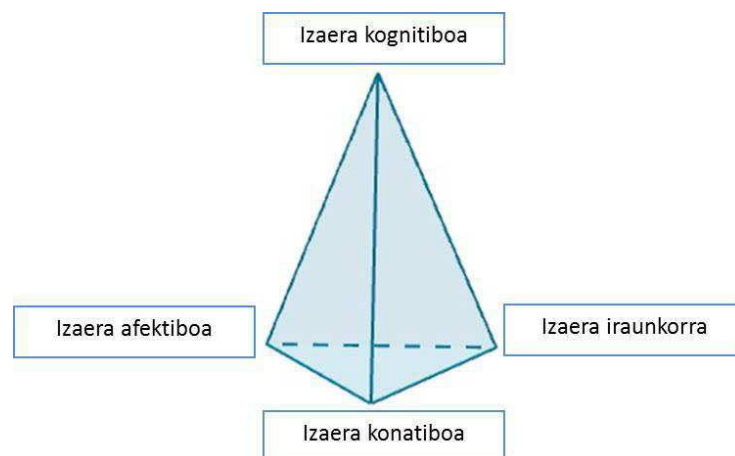 Izaera kognitiboa
Izaera afektiboa
Izaera iraunkorra
Izaera konatiboa